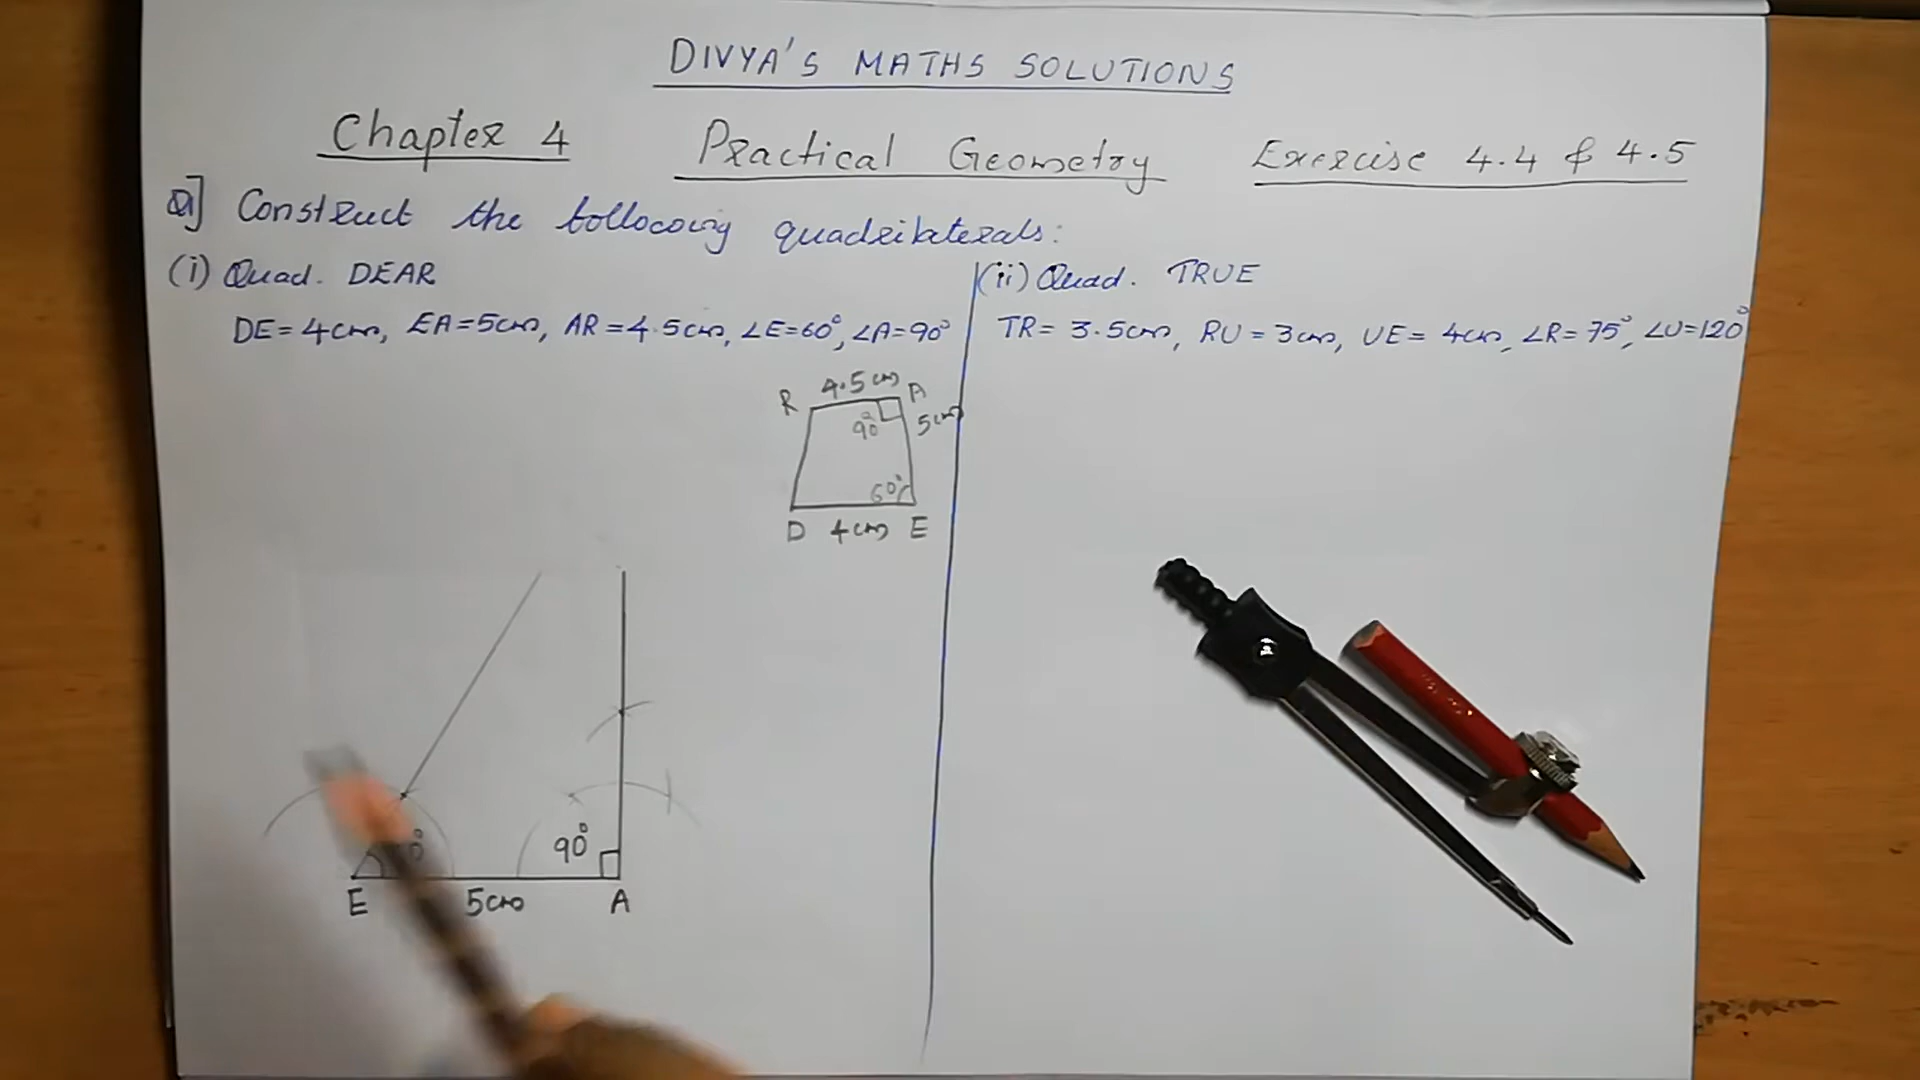 DIVYA'S MATHS SOLUTIONS
Chapter 4 Practical Geometry Exercise 4.4 & 4.5
Q1] Construct the following quadrilaterals:
(i) Quad. DEAR
DE = 4cm, EA = 5cm, AR = 4.5cm, ∠E = 60°, ∠A = 90°
(ii) Quad. TRUE
TR = 3.5cm, RU = 3cm, UE = 4cm, ∠R = 75°, ∠U = 120°
R 4.5cm A
90° 5cm
60°
D 4cm E
90°
E 5cm A